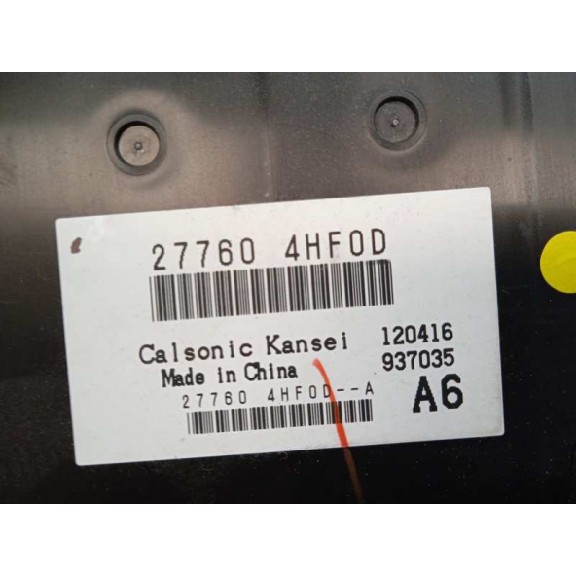 27760 4HF0D
Calsonic Kansei 120416
Made in China 937035
27760 4HF0D--A A6